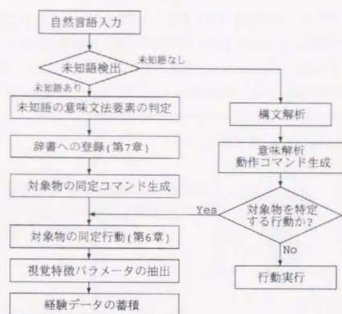 自然言語入力
未知語検出
未知語なし
未知語あり
未知語の意味文法要素の判定
辞書への登録(第7章)
対象物の同定コマンド生成
対象物の同定行動(第6章)
視覚特徴パラメータの抽出
経験データの蓄積
構文解析
意味解析
動作コマンド生成
対象物を特定
する行動か?
Yes
No
行動実行